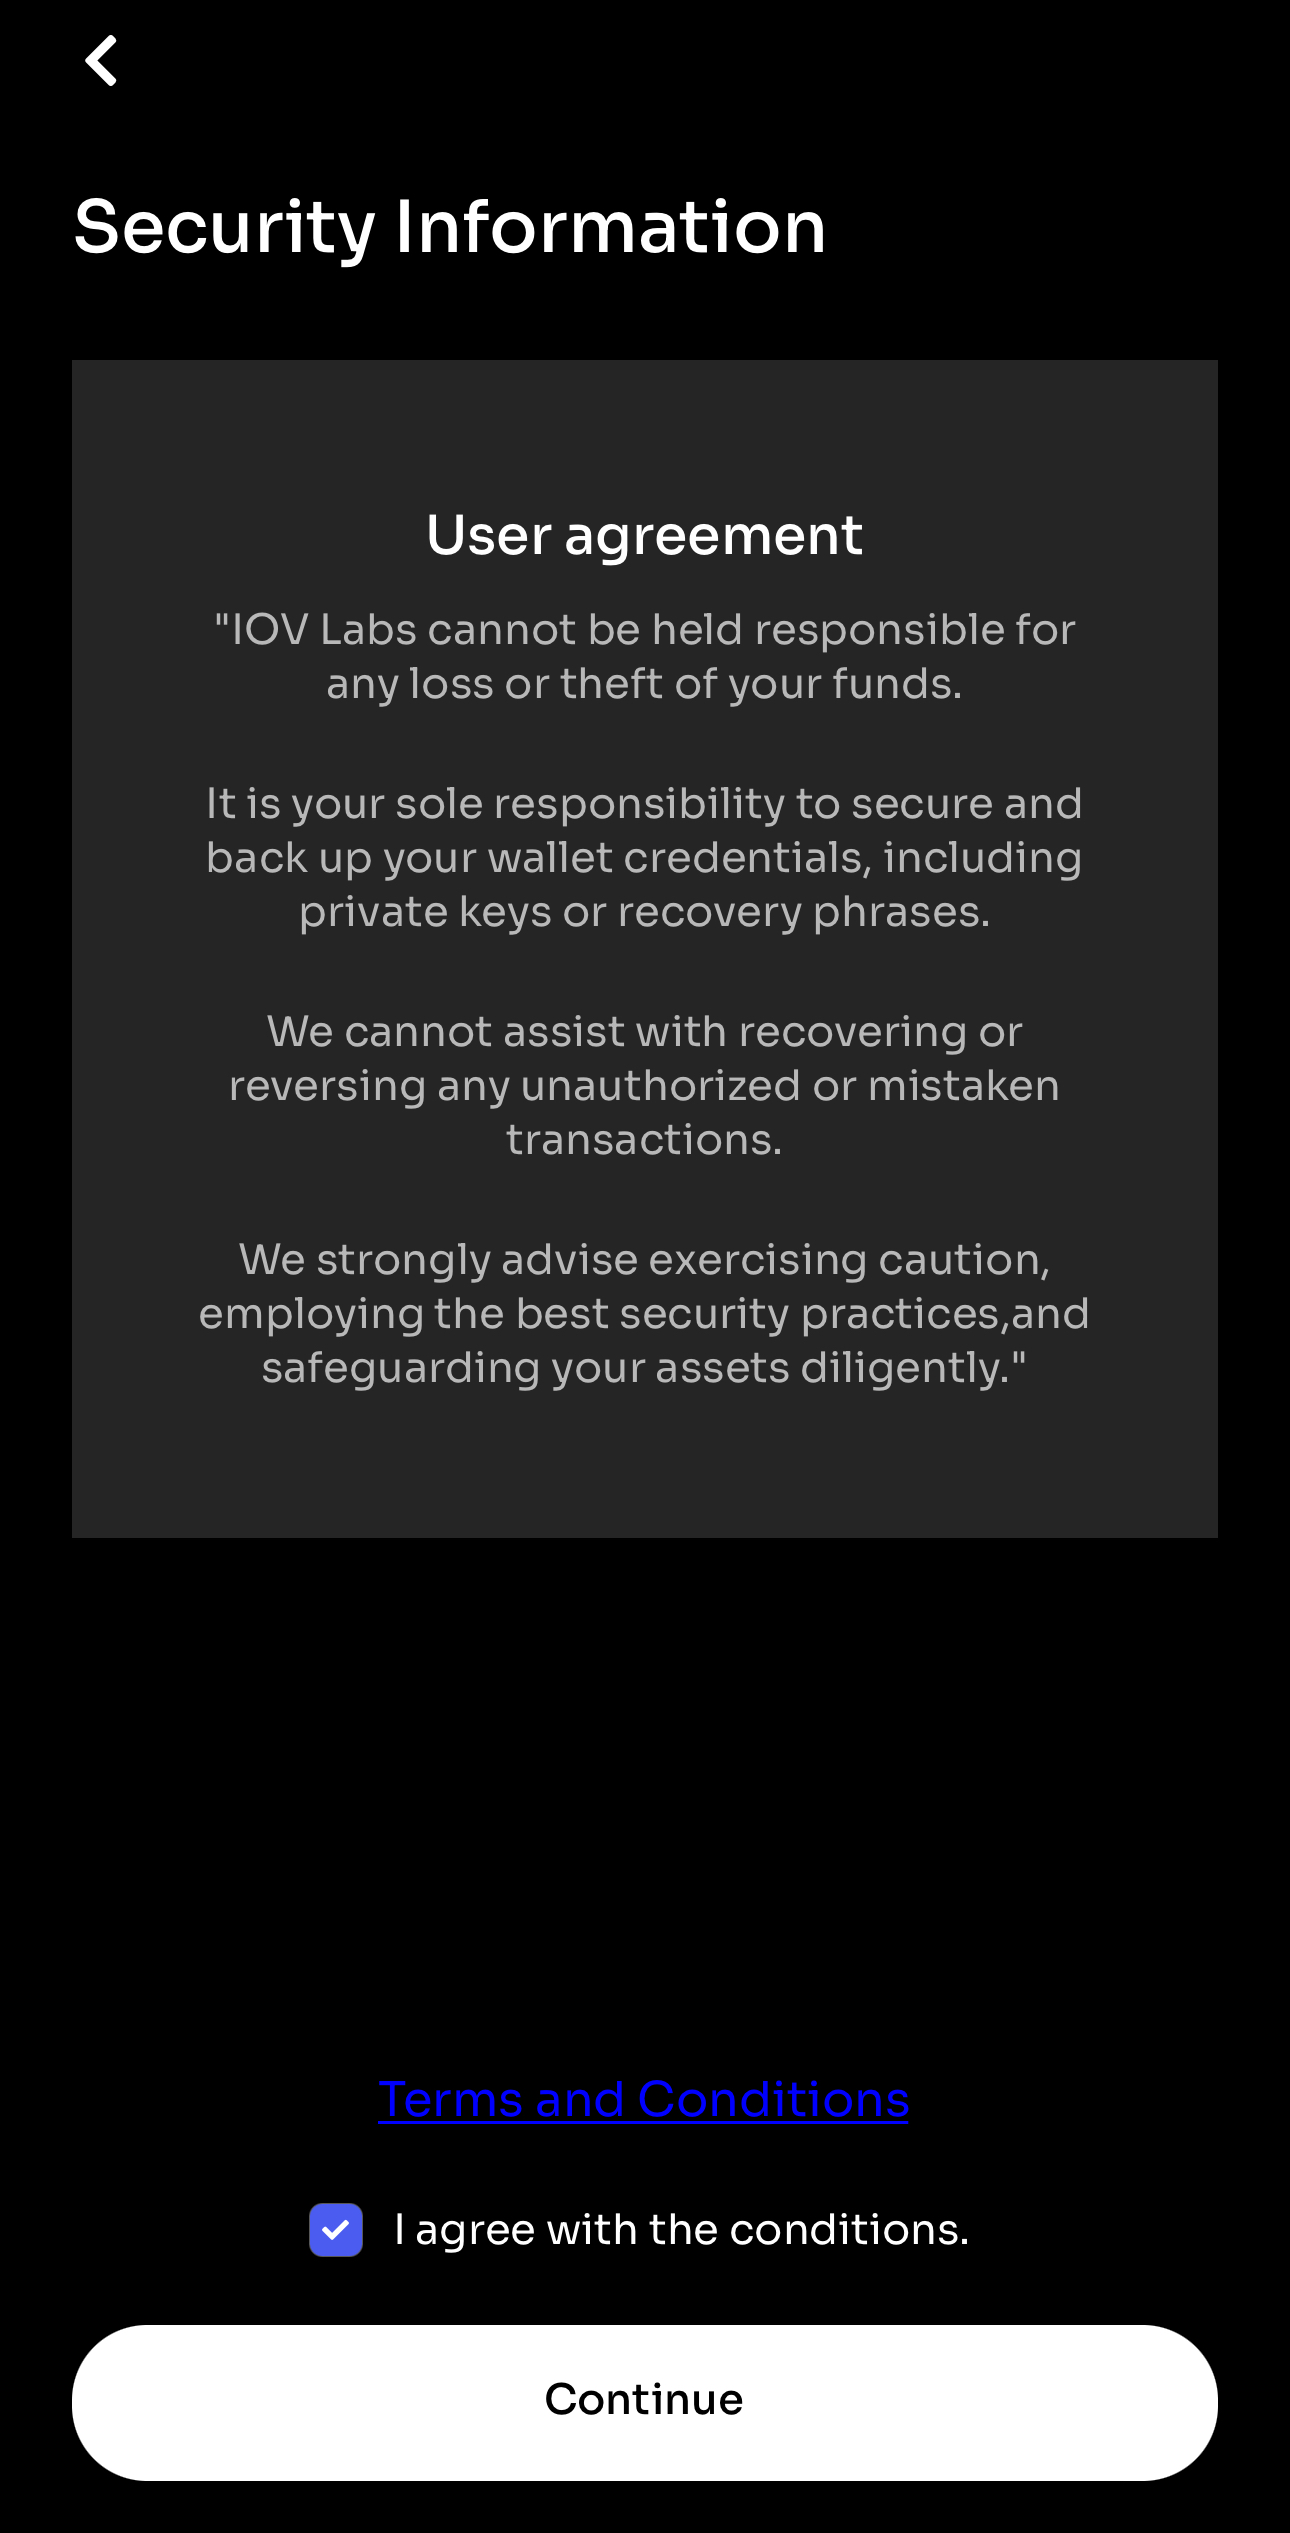 Security Information
User agreement
"IOV Labs cannot be held responsible for
any loss or theft of your funds.
It is your sole responsibility to secure and
back up your wallet credentials, including
private keys or recovery phrases.
We cannot assist with recovering or
reversing any unauthorized or mistaken
transactions.
We strongly advise exercising caution,
employing the best security practices,and
safeguarding your assets diligently."
Terms and Conditions
I agree with the conditions.
Continue